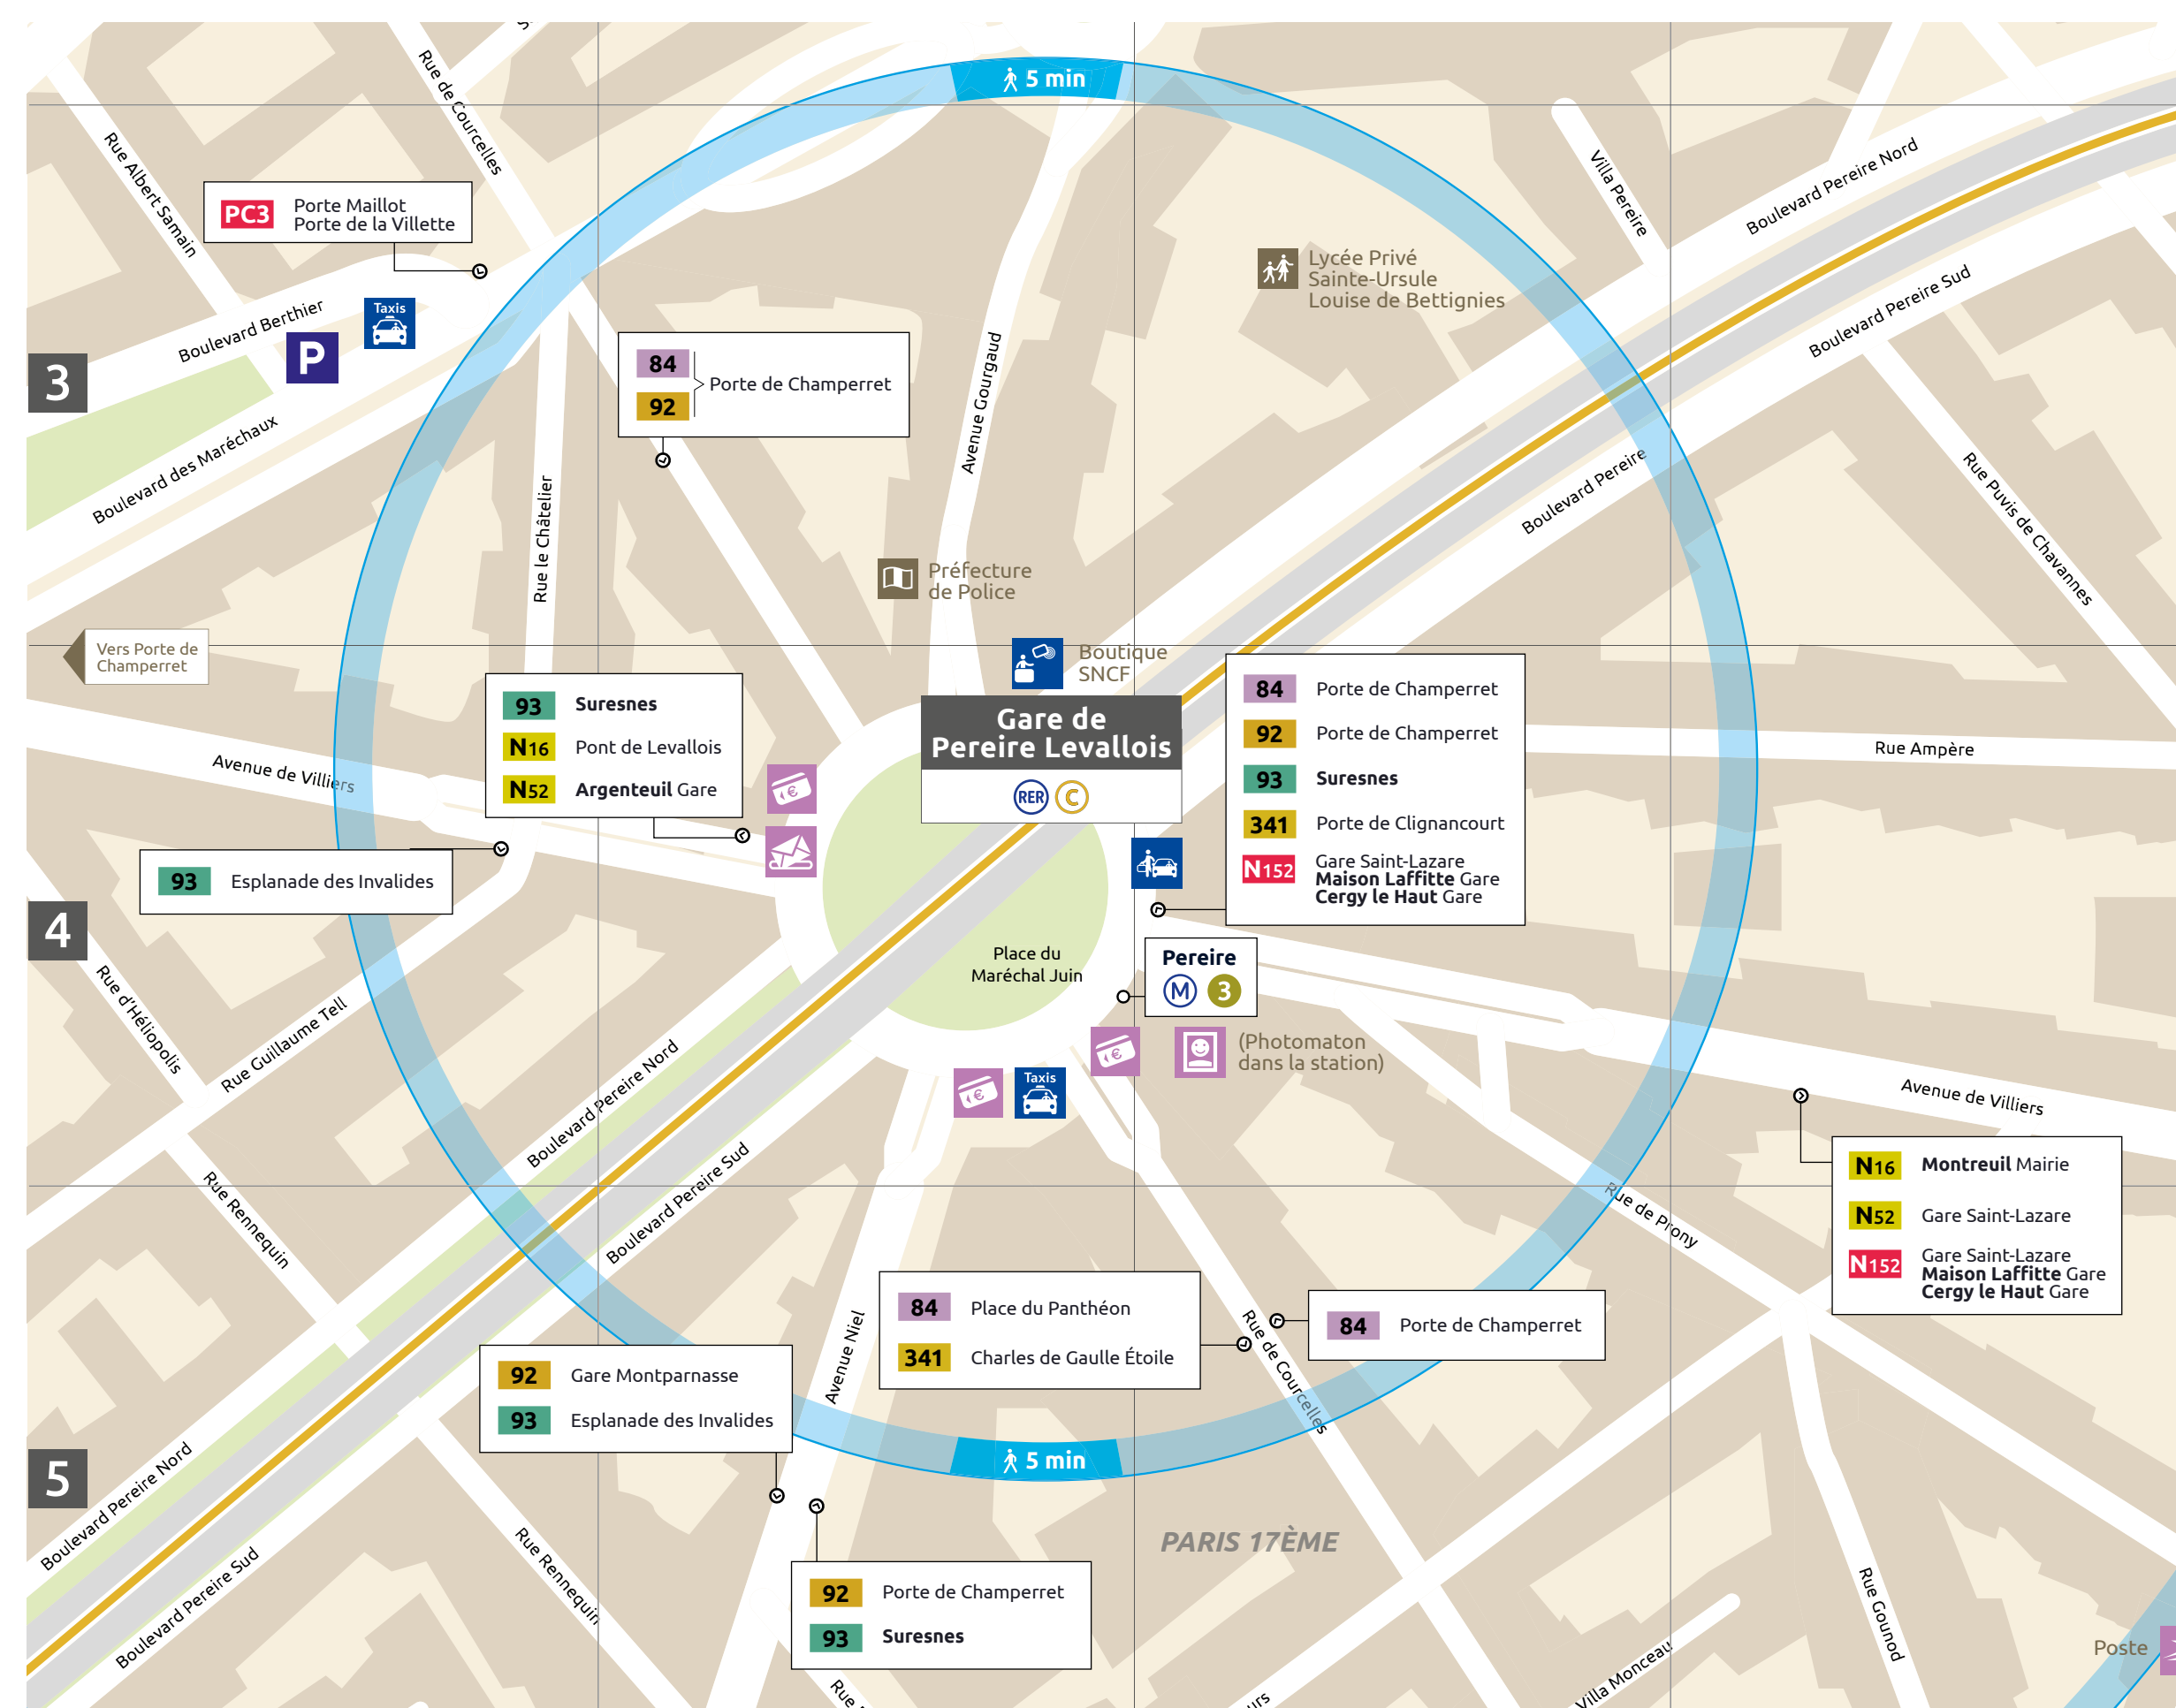 5 min
Rue de Courcelles
Rue Albert Samain
PC3
Porte Maillot
Porte de la Villette
Villa Pereire
Boulevard Pereire Nord
Lycée Privé
Sainte-Ursule
Louise de Bettignies
Boulevard Pereire Sud
Taxis
Boulevard Berthier
P
3
84
92
Porte de Champerret
Avenue Gourgaud
Boulevard des Maréchaux
Rue le Châtelier
Boulevard Pereire
Rue Puvis de Chavannes
Préfecture
de Police
Vers Porte de
Champerret
Boutique
SNCF
93 Suresnes
N16 Pont de Levallois
N52 Argenteuil Gare
Gare de
Pereire Levallois
RER C
84 Porte de Champerret
92 Porte de Champerret
93 Suresnes
341 Porte de Clignancourt
N152 Gare Saint-Lazare
Maison Laffitte Gare
Cergy le Haut Gare
Rue Ampère
Avenue de Villiers
€
93 Esplanade des Invalides
4
Place du
Maréchal Juin
Pereire
M 3
Rue d'Héliopolis
Rue Guillaume Tell
Boulevard Pereire Nord
€
(Photomaton
dans la station)
€
Taxis
Avenue de Villiers
Boulevard Pereire Sud
Rue Rennequin
Rue de Prony
N16 Montreuil Mairie
N52 Gare Saint-Lazare
N152 Gare Saint-Lazare
Maison Laffitte Gare
Cergy le Haut Gare
84 Place du Panthéon
341 Charles de Gaulle Étoile
Rue de Courcelles
84 Porte de Champerret
Avenue Niel
92 Gare Montparnasse
93 Esplanade des Invalides
5 min
5
Boulevard Pereire Nord
Boulevard Pereire Sud
Rue Rennequin
PARIS 17ÈME
92 Porte de Champerret
93 Suresnes
Rue Gounod
Villa Monceau
Poste
Rue